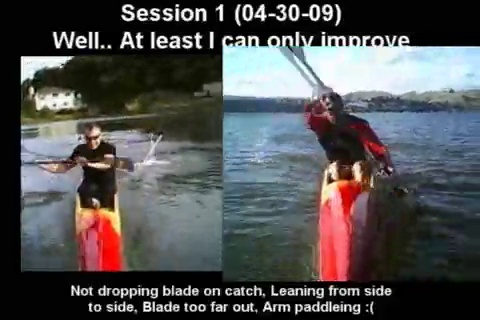 Session 1 (04-30-09)
Well.. At least I can only improve
Not dropping blade on catch, Leaning from side
to side, Blade too far out, Arm paddleing :(